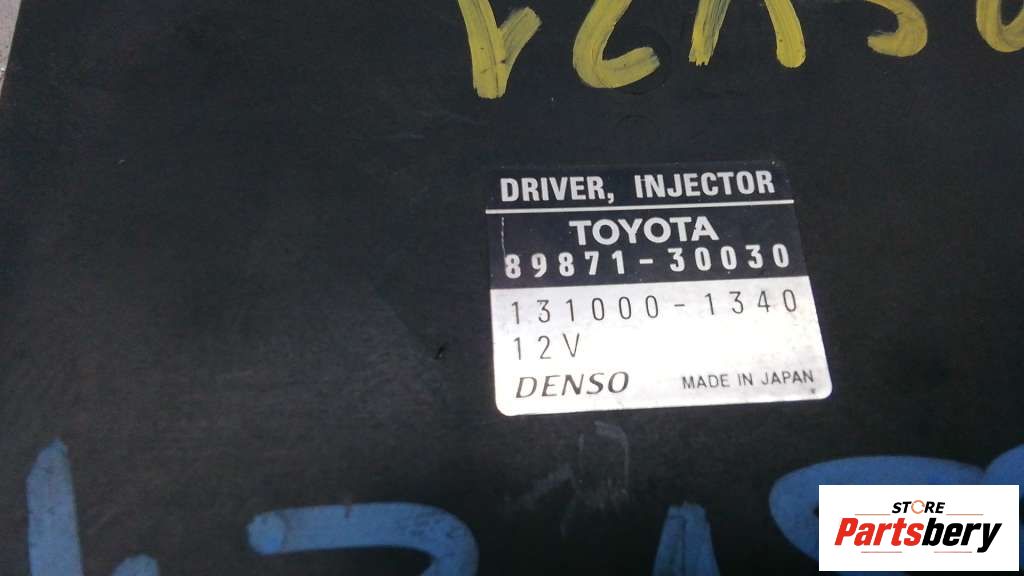 DRIVER, INJECTOR
TOYOTA
89871-30030
131000-1340
12V
DENSO MADE IN JAPAN
STORE
Partsbery